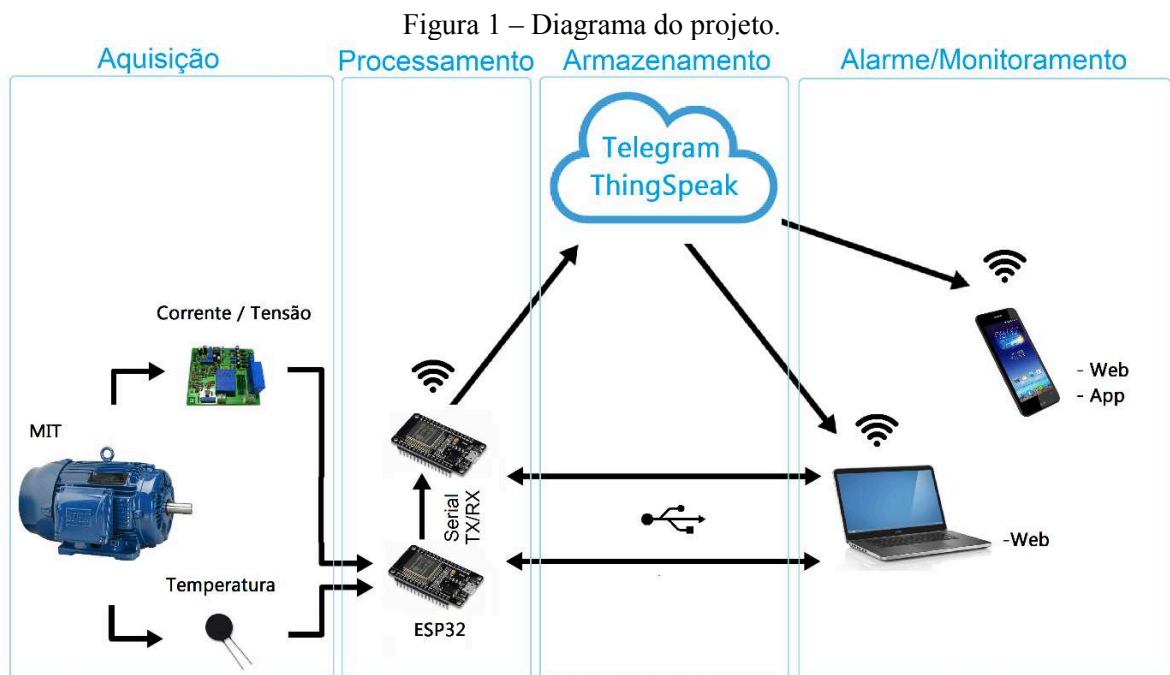 Figura 1 – Diagrama do projeto.
Aquisição
Processamento
Armazenamento
Alarme/Monitoramento
Telegram
ThingSpeak
Corrente / Tensão
MIT
Temperatura
Serial
TX/RX
ESP32
- Web
- App
-Web